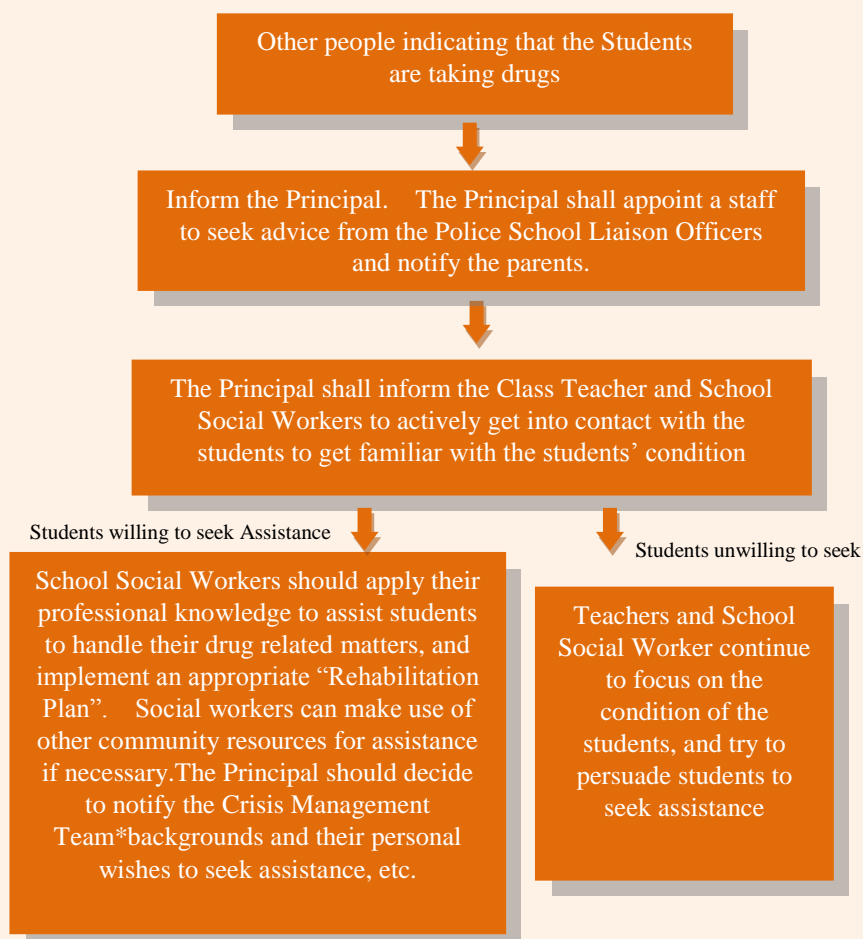 Other people indicating that the Students
are taking drugs
Inform the Principal. The Principal shall appoint a staff
to seek advice from the Police School Liaison Officers
and notify the parents.
The Principal shall inform the Class Teacher and School
Social Workers to actively get into contact with the
students to get familiar with the students’ condition
Students willing to seek Assistance
School Social Workers should apply their
professional knowledge to assist students
to handle their drug related matters, and
implement an appropriate “Rehabilitation
Plan”. Social workers can make use of
other community resources for assistance
if necessary.The Principal should decide
to notify the Crisis Management
Team*backgrounds and their personal
wishes to seek assistance, etc.
Students unwilling to seek
Teachers and School
Social Worker continue
to focus on the
condition of the
students, and try to
persuade students to
seek assistance